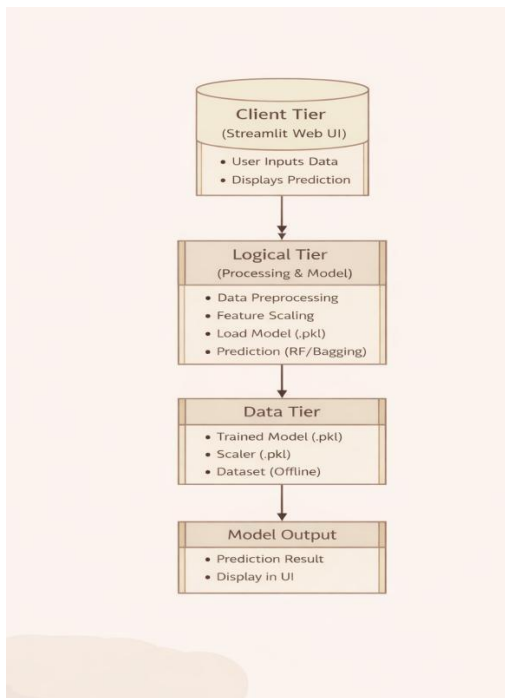 Client Tier
(Streamlit Web UI)
• User Inputs Data
• Displays Prediction
Logical Tier
(Processing & Model)
• Data Preprocessing
• Feature Scaling
• Load Model (.pkl)
• Prediction (RF/Bagging)
Data Tier
• Trained Model (.pkl)
• Scaler (.pkl)
• Dataset (Offline)
Model Output
• Prediction Result
• Display in UI